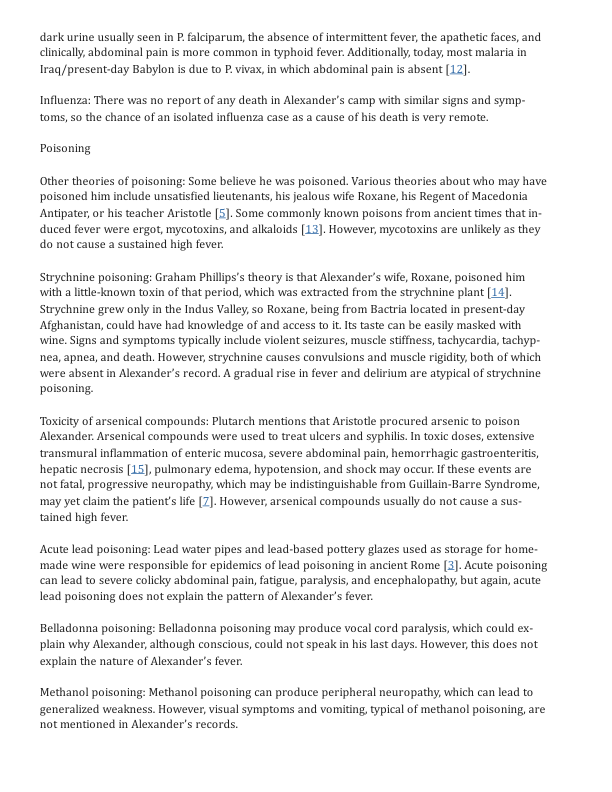 dark urine usually seen in P. falciparum, the absence of intermittent fever, the apathetic faces, and
clinically, abdominal pain is more common in typhoid fever. Additionally, today, most malaria in
Iraq/present-day Babylon is due to P. vivax, in which abdominal pain is absent [12].
Influenza: There was no report of any death in Alexander’s camp with similar signs and symp-
toms, so the chance of an isolated influenza case as a cause of his death is very remote.
Poisoning
Other theories of poisoning: Some believe he was poisoned. Various theories about who may have
poisoned him include unsatisfied lieutenants, his jealous wife Roxane, his Regent of Macedonia
Antipater, or his teacher Aristotle [5]. Some commonly known poisons from ancient times that in-
duced fever were ergot, mycotoxins, and alkaloids [13]. However, mycotoxins are unlikely as they
do not cause a sustained high fever.
Strychnine poisoning: Graham Phillips’s theory is that Alexander’s wife, Roxane, poisoned him
with a little-known toxin of that period, which was extracted from the strychnine plant [14].
Strychnine grew only in the Indus Valley, so Roxane, being from Bactria located in present-day
Afghanistan, could have had knowledge of and access to it. Its taste can be easily masked with
wine. Signs and symptoms typically include violent seizures, muscle stiffness, tachycardia, tachyp-
nea, apnea, and death. However, strychnine causes convulsions and muscle rigidity, both of which
were absent in Alexander’s record. A gradual rise in fever and delirium are atypical of strychnine
poisoning.
Toxicity of arsenical compounds: Plutarch mentions that Aristotle procured arsenic to poison
Alexander. Arsenical compounds were used to treat ulcers and syphilis. In toxic doses, extensive
transmural inflammation of enteric mucosa, severe abdominal pain, hemorrhagic gastroenteritis,
hepatic necrosis [15], pulmonary edema, hypotension, and shock may occur. If these events are
not fatal, progressive neuropathy, which may be indistinguishable from Guillain-Barre Syndrome,
may yet claim the patient’s life [7]. However, arsenical compounds usually do not cause a sus-
tained high fever.
Acute lead poisoning: Lead water pipes and lead-based pottery glazes used as storage for home-
made wine were responsible for epidemics of lead poisoning in ancient Rome [3]. Acute poisoning
can lead to severe colicky abdominal pain, fatigue, paralysis, and encephalopathy, but again, acute
lead poisoning does not explain the pattern of Alexander’s fever.
Belladonna poisoning: Belladonna poisoning may produce vocal cord paralysis, which could ex-
plain why Alexander, although conscious, could not speak in his last days. However, this does not
explain the nature of Alexander’s fever.
Methanol poisoning: Methanol poisoning can produce peripheral neuropathy, which can lead to
generalized weakness. However, visual symptoms and vomiting, typical of methanol poisoning, are
not mentioned in Alexander’s records.